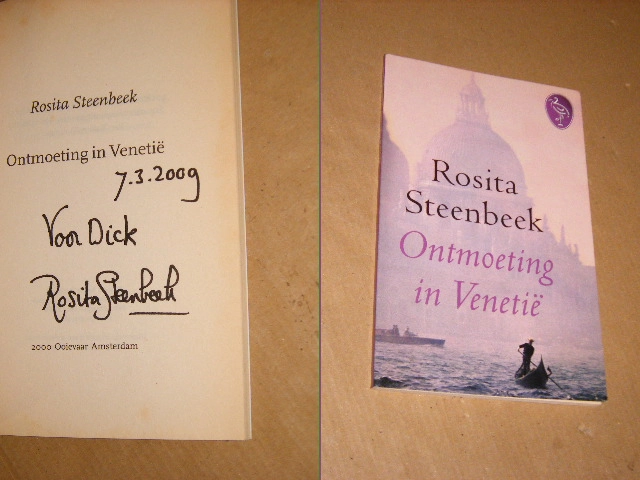 Rosita Steenbeek
Ontmoeting in Venetië
7.3.2009
Voor Dick
Rosita Steenbeek
2000 Ooievaar Amsterdam
Rosita
Steenbeek
Ontmoeting
in Venetië